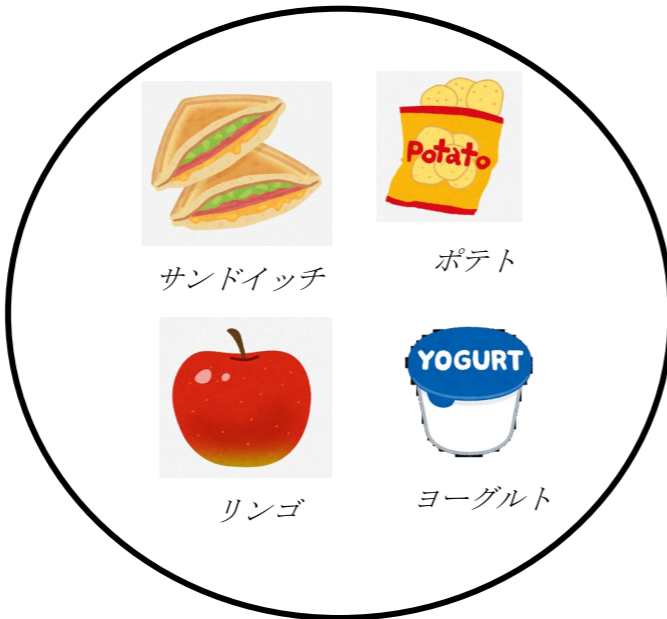 Potato
サンドイッチ
ポテト
YOGURT
リンゴ
ヨーグルト